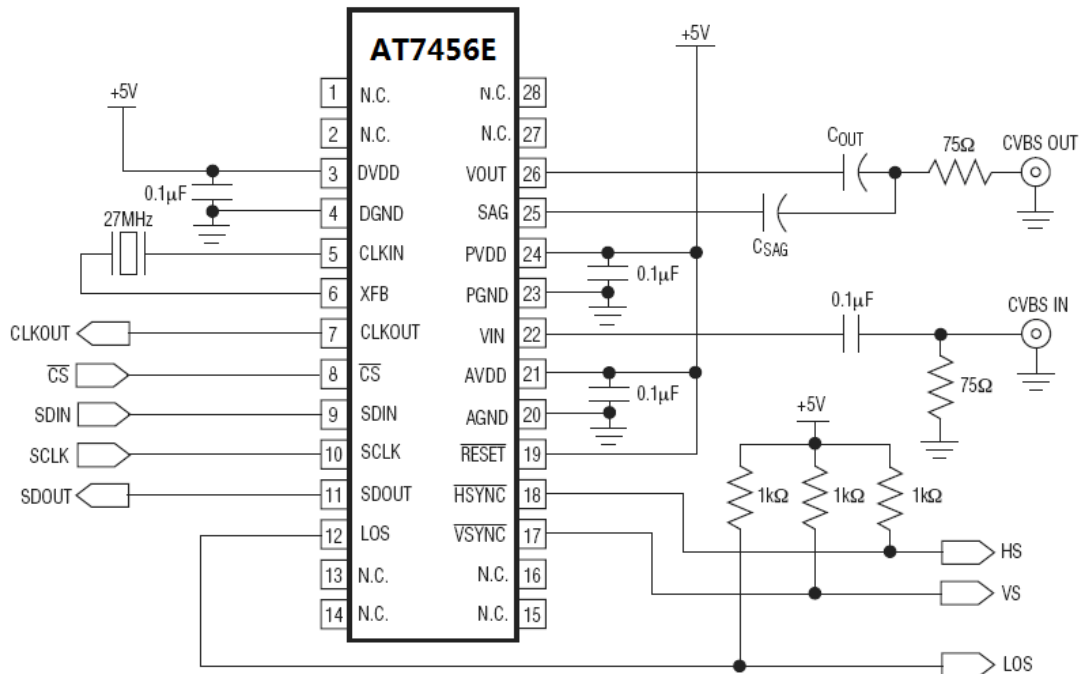 AT7456E
+5V
+5V
1 N.C. N.C. 28
2 N.C. N.C. 27
3 DVDD VOUT 26
4 DGND SAG 25
5 CLKIN PVDD 24
6 XFB PGND 23
7 CLKOUT VIN 22
8 CS AVDD 21
9 SDIN AGND 20
10 SCLK RESET 19
11 SDOUT HSYNC 18
12 LOS VSYNC 17
13 N.C. N.C. 16
14 N.C. N.C. 15
0.1µF
27MHz
CLKOUT
CS
SDIN
SCLK
SDOUT
COUT
75Ω
CVBS OUT
CSAG
0.1µF
0.1µF
CVBS IN
75Ω
0.1µF
+5V
1kΩ
1kΩ
1kΩ
HS
VS
LOS